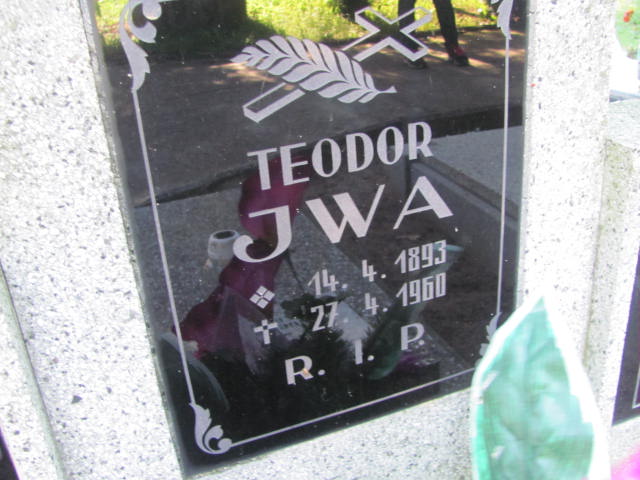 TEODOR
JWA
14. 4. 1893
27. 4. 1960
R. I. P.